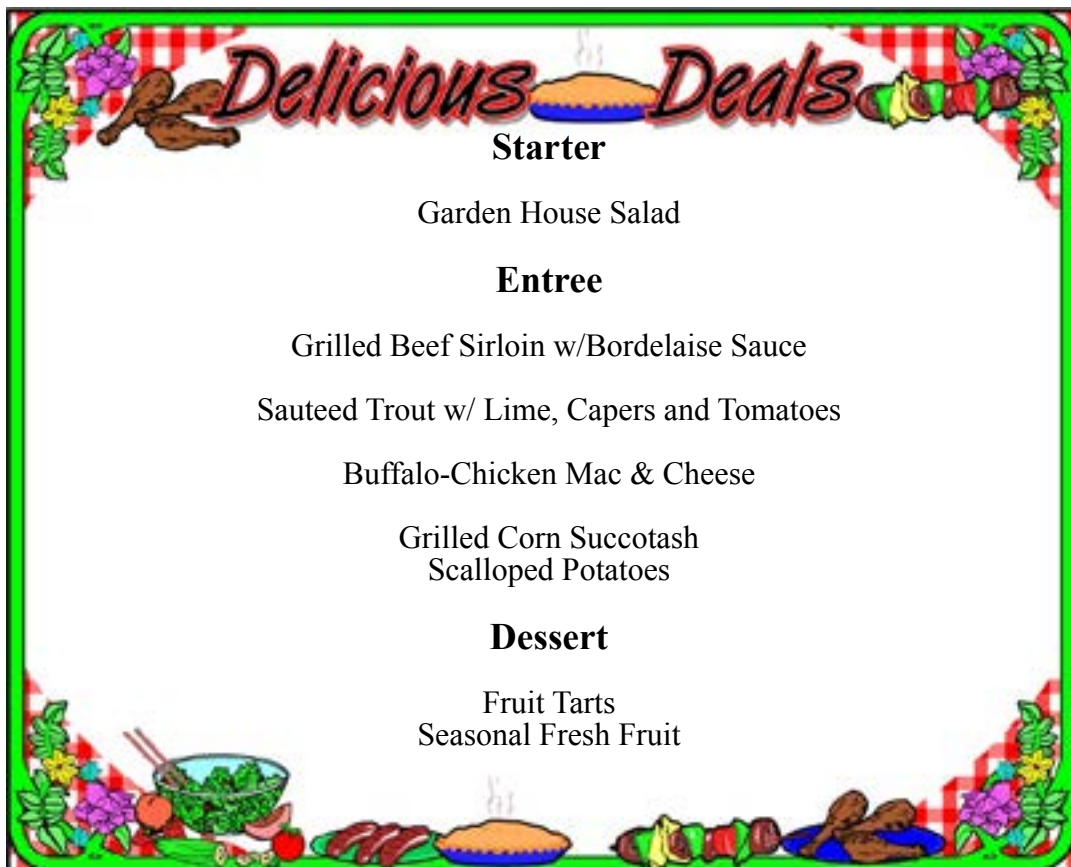 Delicious Deals
Starter
Garden House Salad
Entree
Grilled Beef Sirloin w/Bordelaise Sauce
Sauteed Trout w/ Lime, Capers and Tomatoes
Buffalo-Chicken Mac & Cheese
Grilled Corn Succotash
Scalloped Potatoes
Dessert
Fruit Tarts
Seasonal Fresh Fruit